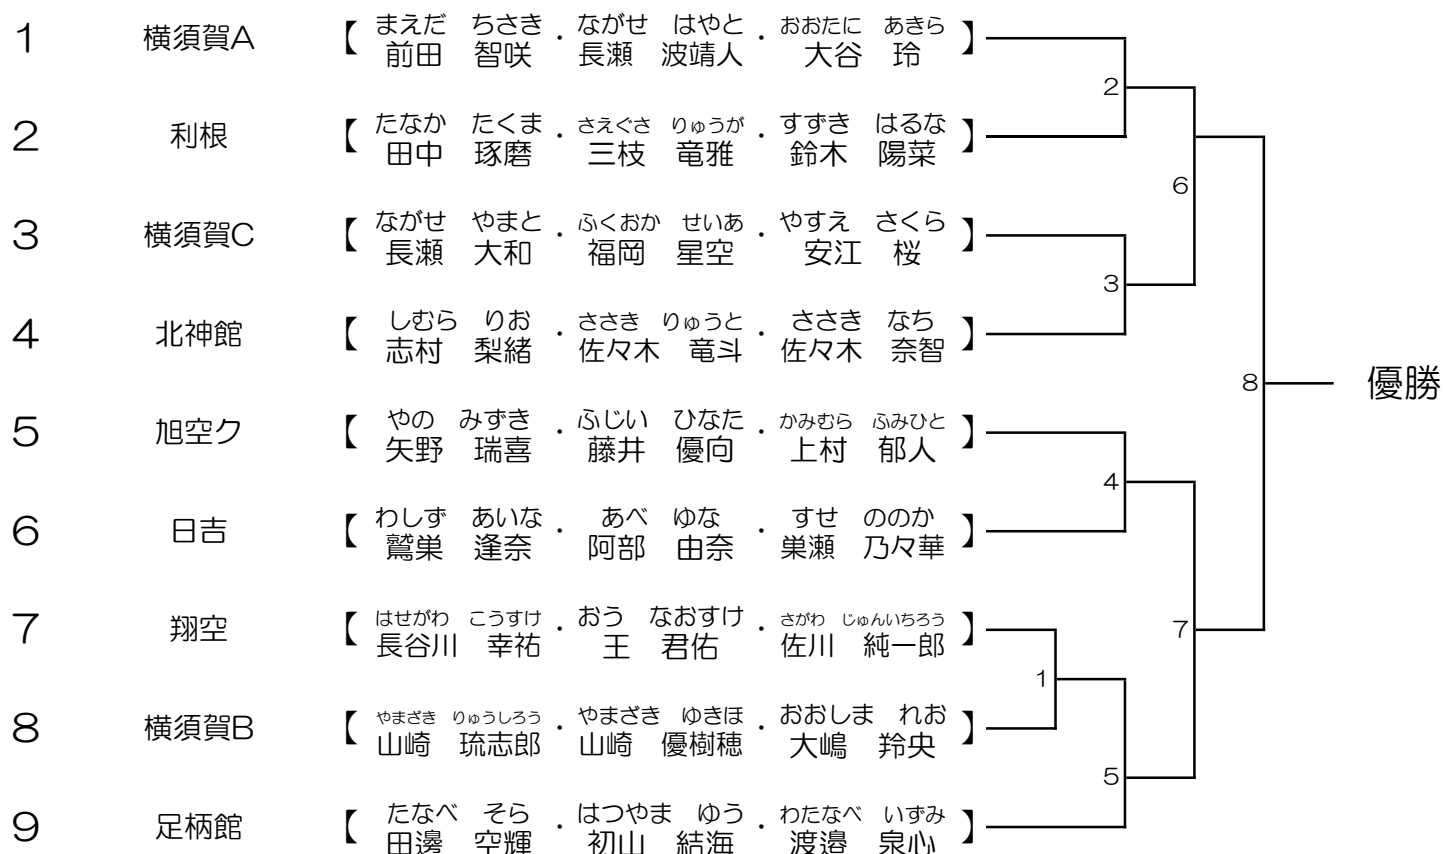 まえだ ちさき ながせ はやと おおたに あきら
1 横須賀A 【 前田 智咲 ・ 長瀬 波靖人 ・ 大谷 玲 】
2
たなか たくま さえぐさ りゅうが すずき はるな
2 利根 【 田中 琢磨 ・ 三枝 竜雅 ・ 鈴木 陽菜 】
6
ながせ やまと ふくおか せいあ やすえ さくら
3 横須賀C 【 長瀬 大和 ・ 福岡 星空 ・ 安江 桜 】
3
しむら りお ささき りゅうと ささき なち
4 北神館 【 志村 梨緒 ・ 佐々木 竜斗 ・ 佐々木 奈智 】
8 優勝
やの みずき ふじい ひなた かみむら ふみひと
5 旭空ク 【 矢野 瑞喜 ・ 藤井 優向 ・ 上村 郁人 】
4
わしず あいな あべ ゆな すせ ののか
6 日吉 【 鷲巣 逢奈 ・ 阿部 由奈 ・ 巣瀬 乃々華 】
はせがわ こうすけ おう なおすけ さがわ じゅんいちろう
7 翔空 【 長谷川 幸祐 ・ 王 君佑 ・ 佐川 純一郎 】
7
1
やまざき りゅうしろう やまざき ゆきほ おおしま れお
8 横須賀B 【 山崎 琉志郎 ・ 山崎 優樹穂 ・ 大嶋 羚央 】
5
たなべ そら はつやま ゆう わたなべ いずみ
9 足柄館 【 田邊 空輝 ・ 初山 結海 ・ 渡邉 泉心 】